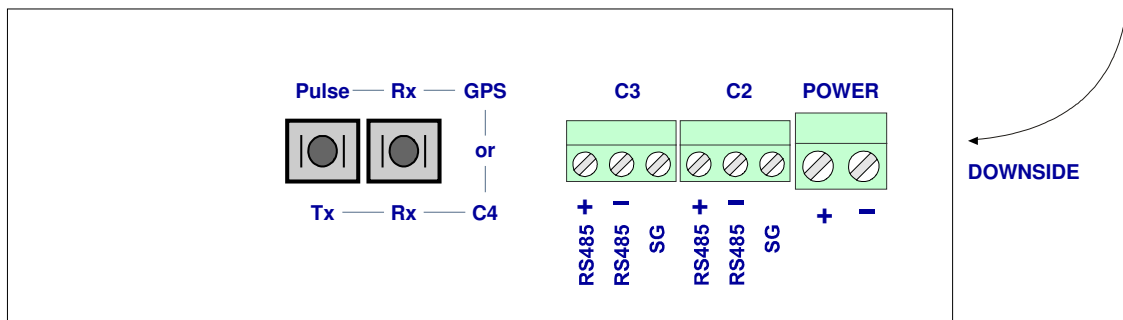 Pulse Rx GPS C3 C2 POWER
or
DOWNSIDE
Tx Rx C4
+ − + − + −
RS485 RS485 SG RS485 RS485 SG